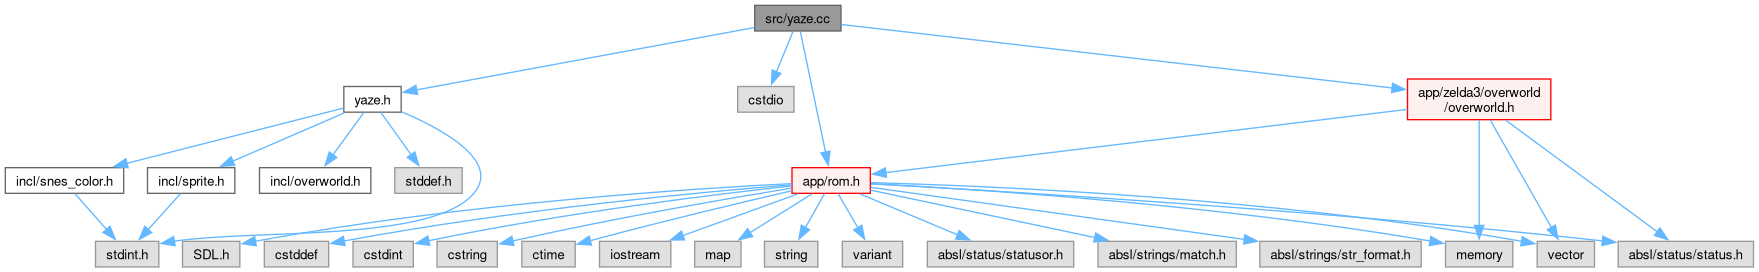 src/yaze.cc
yaze.h
cstdio
app/zelda3/overworld
/overworld.h
incl/snes_color.h
incl/sprite.h
incl/overworld.h
stddef.h
app/rom.h
stdint.h
SDL.h
cstddef
cstdint
cstring
ctime
iostream
map
string
variant
absl/status/statusor.h
absl/strings/match.h
absl/strings/str_format.h
memory
vector
absl/status/status.h